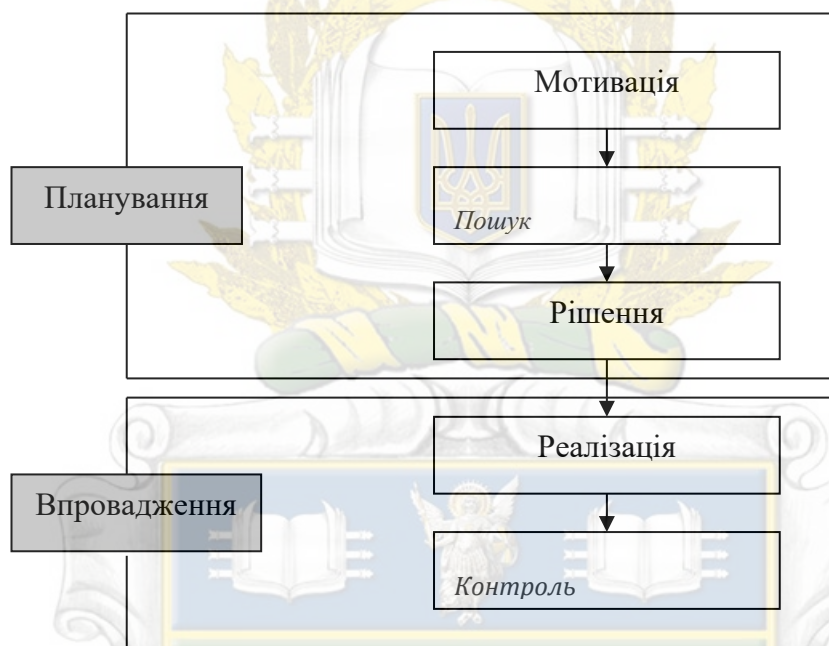 Мотивація
Планування
Пошук
Рішення
Реалізація
Впровадження
Контроль